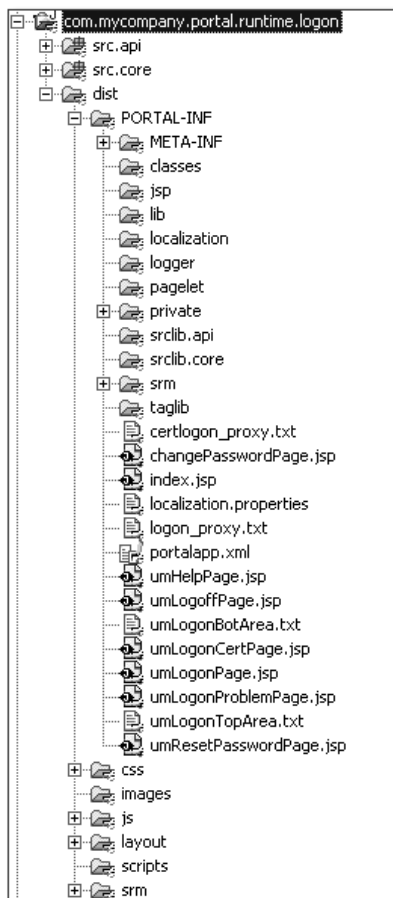 com.mycompany.portal.runtime.logon
src.api
src.core
dist
PORTAL-INF
META-INF
classes
jsp
lib
localization
logger
pagelet
private
srclib.api
srclib.core
srm
taglib
certlogon_proxy.txt
changePasswordPage.jsp
index.jsp
localization.properties
logon_proxy.txt
portalapp.xml
umHelpPage.jsp
umLogoffPage.jsp
umLogonBotArea.txt
umLogonCertPage.jsp
umLogonPage.jsp
umLogonProblemPage.jsp
umLogonTopArea.txt
umResetPasswordPage.jsp
css
images
js
layout
scripts
srm